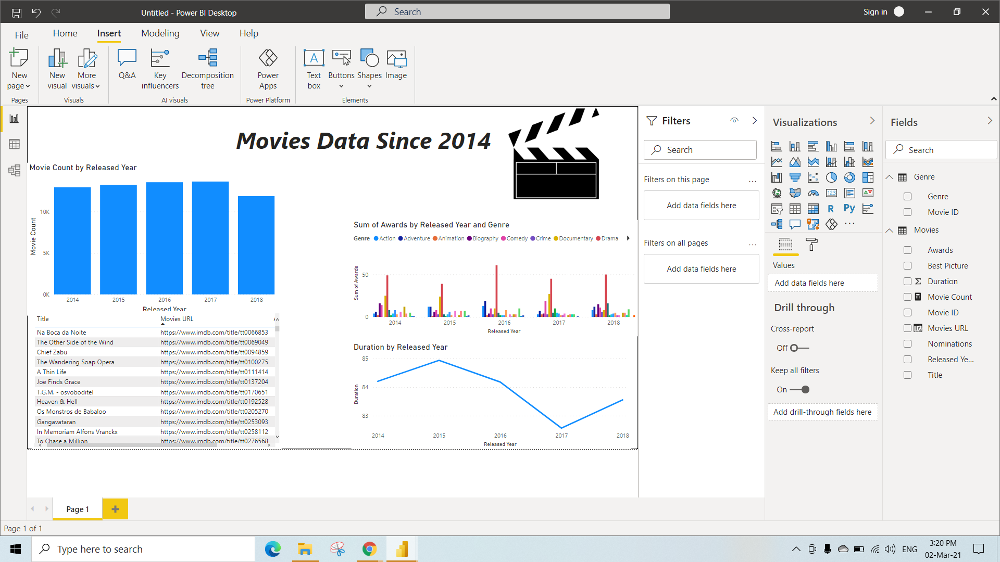 Untitled - Power BI Desktop
Search
Sign in
File
Home
Insert
Modeling
View
Help
New page
New visual
More visuals
Q&A
Key influencers
Decomposition tree
Power Apps
Text box
Buttons
Shapes
Image
Pages
Visuals
AI visuals
Power Platform
Elements
Movies Data Since 2014
Movie Count by Released Year
Movie Count
10K
5K
0K
2014
2015
2016
2017
2018
Released Year
Title
Movies URL
Na Boca da Noite
https://www.imdb.com/title/tt0066853
The Other Side of the Wind
https://www.imdb.com/title/tt0069049
Chief Zabu
https://www.imdb.com/title/tt0094859
The Wandering Soap Opera
https://www.imdb.com/title/tt0100275
A Thin Life
https://www.imdb.com/title/tt0111414
Joe Finds Grace
https://www.imdb.com/title/tt0137204
T.G.M. - osvoboditel
https://www.imdb.com/title/tt0170651
Heaven & Hell
https://www.imdb.com/title/tt0192528
Os Monstros de Babaloo
https://www.imdb.com/title/tt0205270
Gangavataran
https://www.imdb.com/title/tt0253093
In Memoriam Alfons Vranckx
https://www.imdb.com/title/tt0258112
To Chase a Million
https://www.imdb.com/title/tt0276568
Sum of Awards by Released Year and Genre
Genre Action Adventure Animation Biography Comedy Crime Documentary Drama
Sum of Awards
50
0
2014
2015
2016
2017
2018
Released Year
Duration by Released Year
Duration
85
84
83
2014
2015
2016
2017
2018
Released Year
Filters
Search
Filters on this page
...
Add data fields here
Filters on all pages
...
Add data fields here
Visualizations
123
R
Py
...
Values
Add data fields here
Drill through
Cross-report
Off
Keep all filters
On
Add drill-through fields here
Fields
Search
Genre
Genre
Movie ID
Movies
Awards
Best Picture
Σ Duration
Movie Count
Movie ID
Movies URL
Nominations
Released Ye...
Title
Page 1
Page 1 of 1
Type here to search
ENG
3:20 PM
02-Mar-21